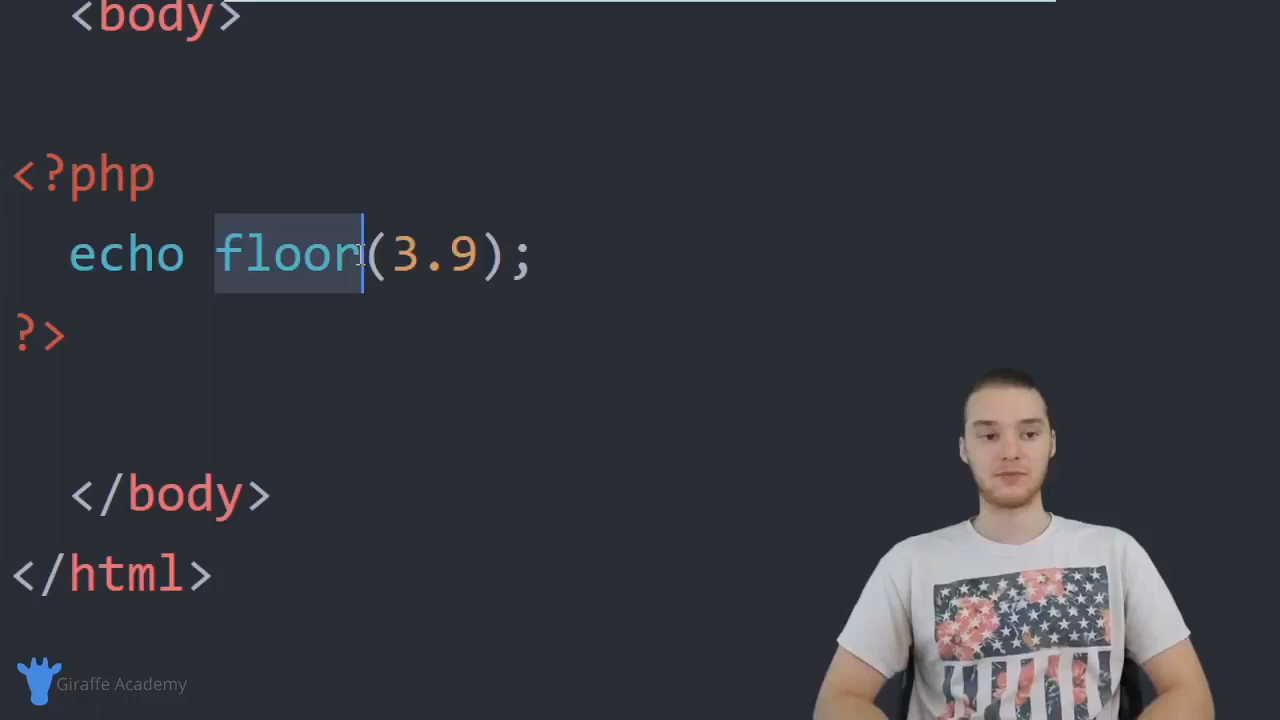 <body>
<?php
echo floor(3.9);
?>
</body>
</html>
Giraffe Academy